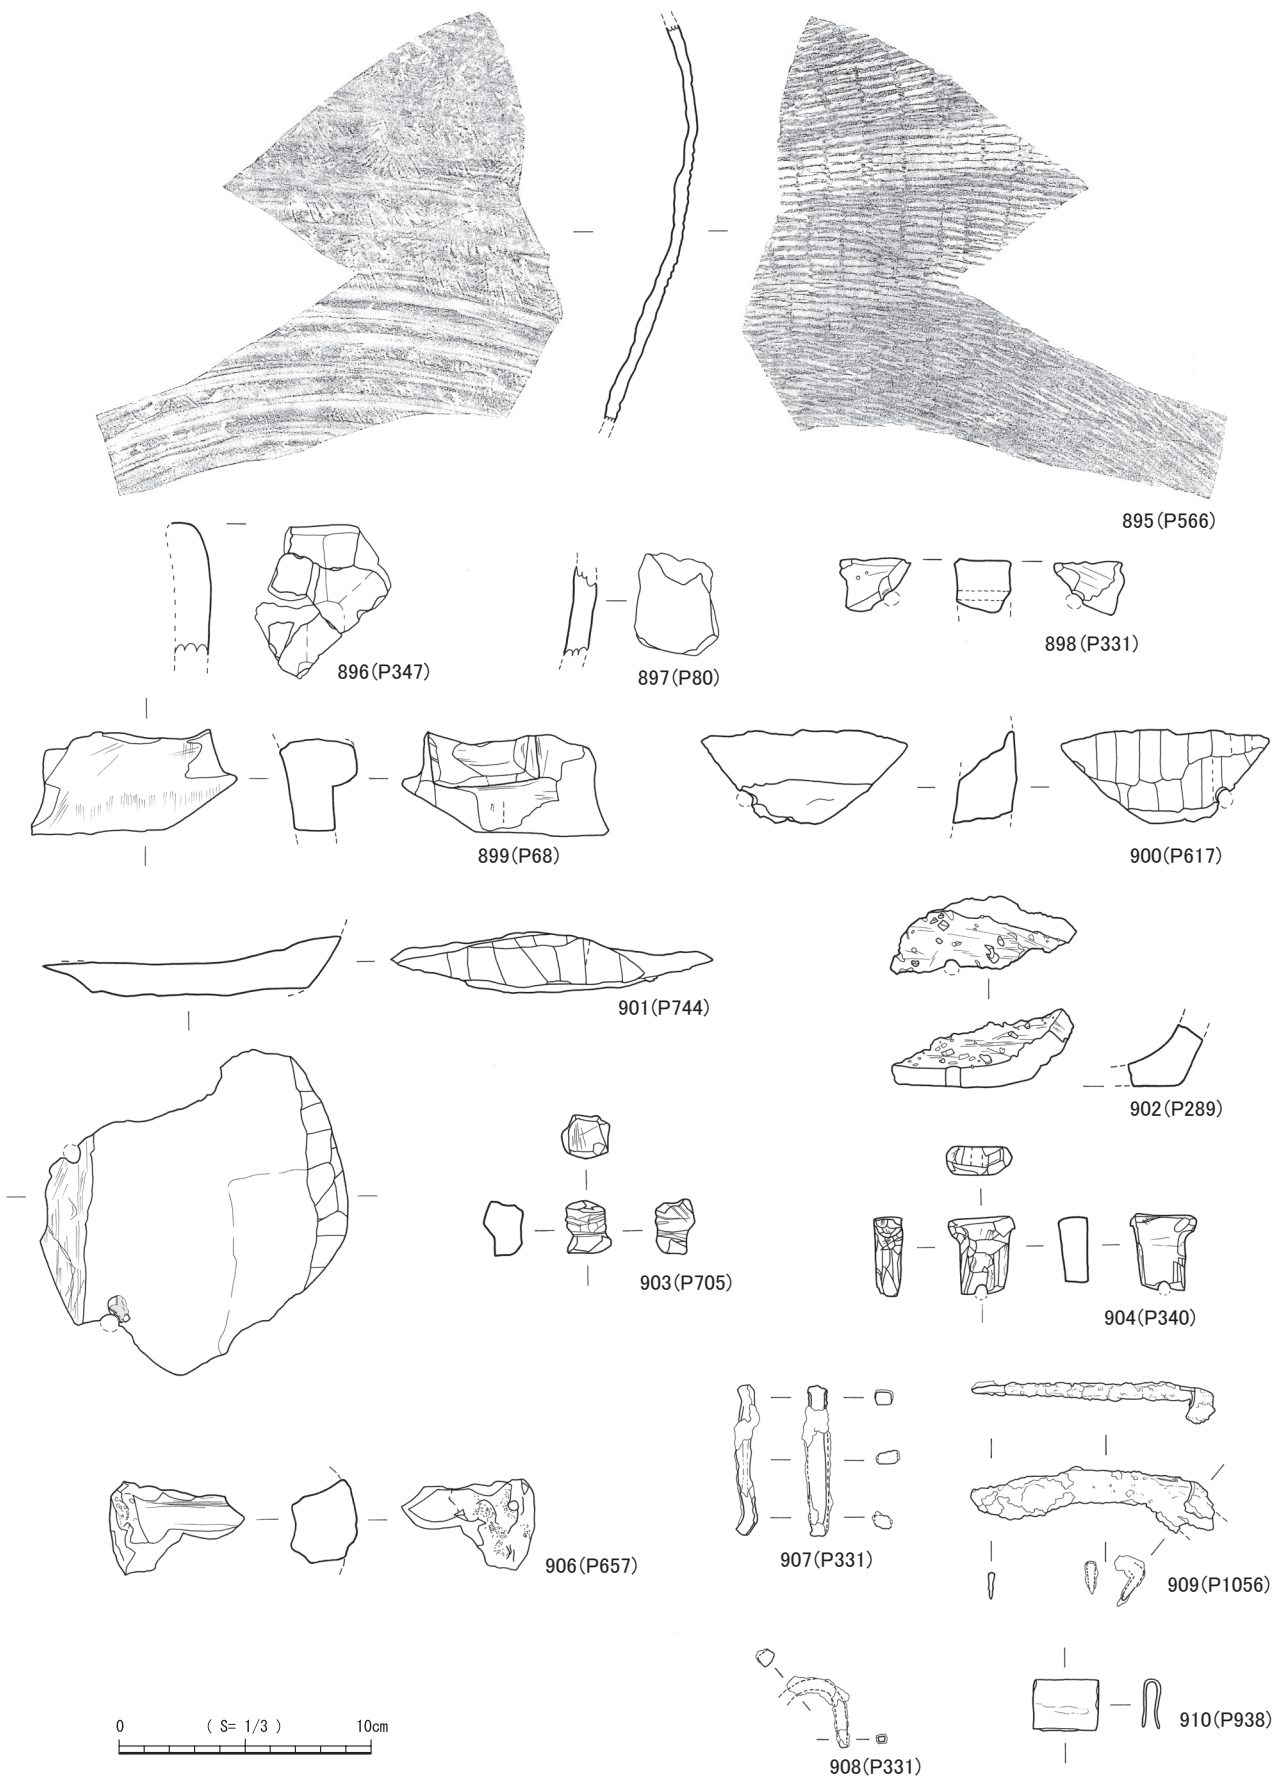 895(P566)
896(P347)
897(P80)
898(P331)
899(P68)
900(P617)
901(P744)
902(P289)
903(P705)
904(P340)
906(P657)
907(P331)
909(P1056)
908(P331)
910(P938)
0 ( S= 1/3 ) 10cm